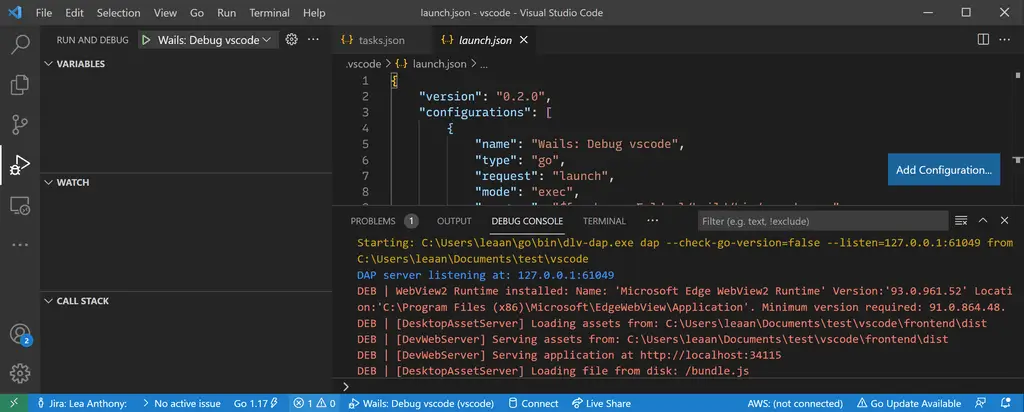 File Edit Selection View Go Run Terminal Help
launch.json - vscode - Visual Studio Code
RUN AND DEBUG
Wails: Debug vscode
VARIABLES
WATCH
CALL STACK
2
tasks.json
launch.json
.vscode > launch.json > ...
1 {
2 "version": "0.2.0",
3 "configurations": [
4 {
5 "name": "Wails: Debug vscode",
6 "type": "go",
7 "request": "launch",
8 "mode": "exec",
Add Configuration...
PROBLEMS 1 OUTPUT DEBUG CONSOLE TERMINAL ...
Filter (e.g. text, !exclude)
Starting: C:\Users\leaan\go\bin\dlv-dap.exe dap --check-go-version=false --listen=127.0.0.1:61049 from
C:\Users\leaan\Documents\test\vscode
DAP server listening at: 127.0.0.1:61049
DEB | WebView2 Runtime installed: Name: 'Microsoft Edge WebView2 Runtime' Version:'93.0.961.52' Locati
on:'C:\Program Files (x86)\Microsoft\EdgeWebView\Application'. Minimum version required: 91.0.864.48.
DEB | [DesktopAssetServer] Loading assets from: C:\Users\leaan\Documents\test\vscode\frontend\dist
DEB | [DevWebServer] Serving assets from: C:\Users\leaan\Documents\test\vscode\frontend\dist
DEB | [DevWebServer] Serving application at http://localhost:34115
DEB | [DesktopAssetServer] Loading file from disk: /bundle.js
>
Jira: Lea Anthony: > No active issue Go 1.17 1 0 Wails: Debug vscode (vscode) Connect Live Share AWS: (not connected) Go Update Available